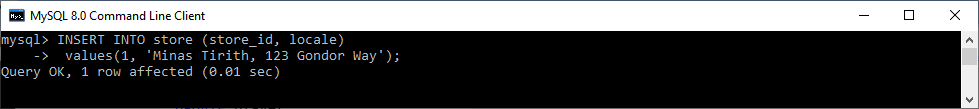 MySQL 8.0 Command Line Client
mysql> INSERT INTO store (store_id, locale)
    ->  values(1, 'Minas Tirith, 123 Gondor Way');
Query OK, 1 row affected (0.01 sec)